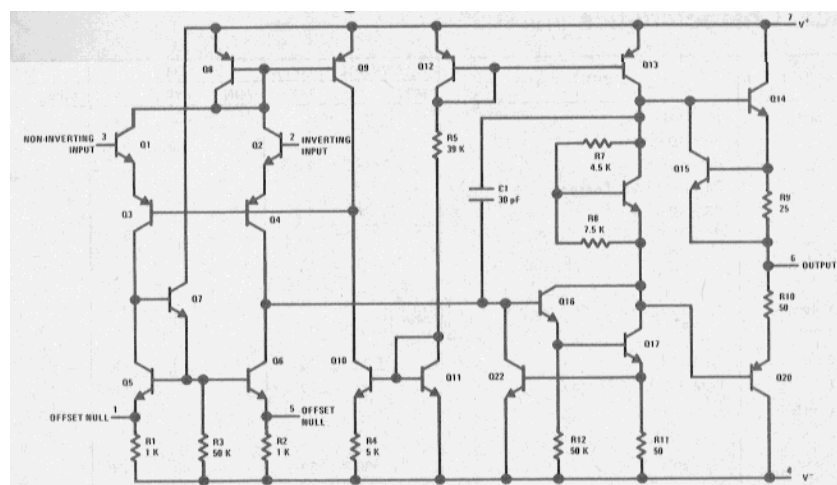 7 V+
Q8
Q9
Q12
Q13
Q14
NON-INVERTING INPUT
3
Q1
Q2
2
INVERTING INPUT
R5
39 K
R7
4.5 K
Q15
C1
30 pF
R8
7.5 K
R9
25
Q3
Q4
6
OUTPUT
Q7
Q16
R10
50
Q5
Q6
Q10
Q11
Q22
Q17
Q20
OFFSET NULL
1
5
OFFSET NULL
R1
1 K
R3
50 K
R2
1 K
R4
5 K
R12
50 K
R11
50
4
V-